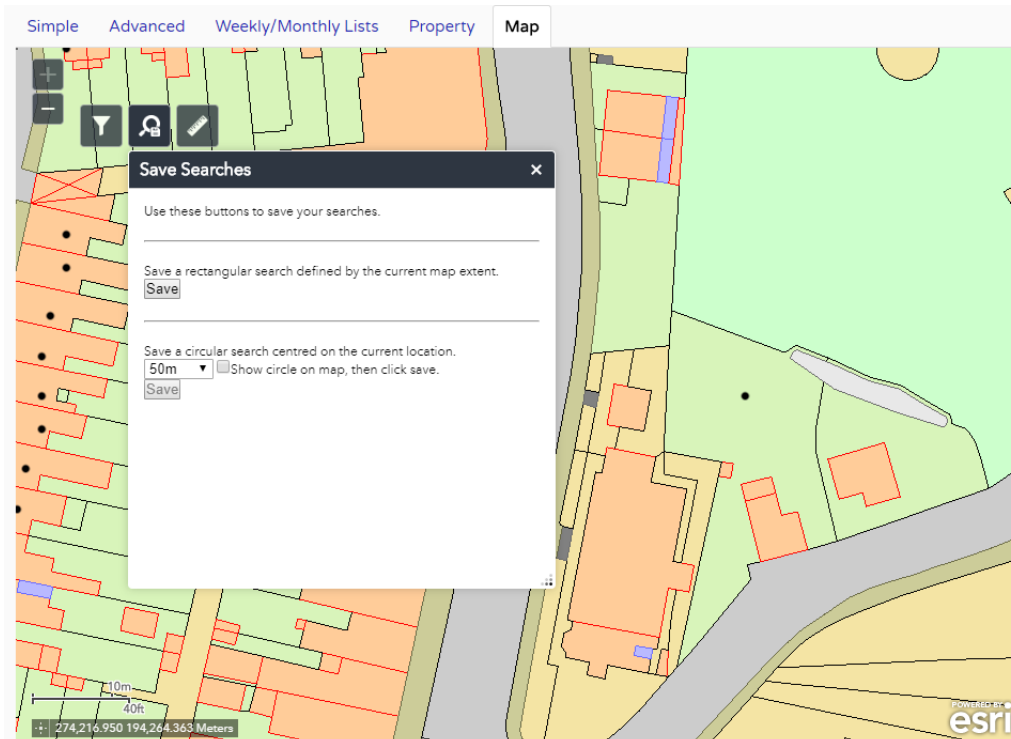 Simple Advanced Weekly/Monthly Lists Property Map
Save Searches
Use these buttons to save your searches.
Save a rectangular search defined by the current map extent.
Save
Save a circular search centred on the current location.
50m Show circle on map, then click save.
Save
10m
40ft
274,216.950 194,264.363 Meters
POWERED BY
esri